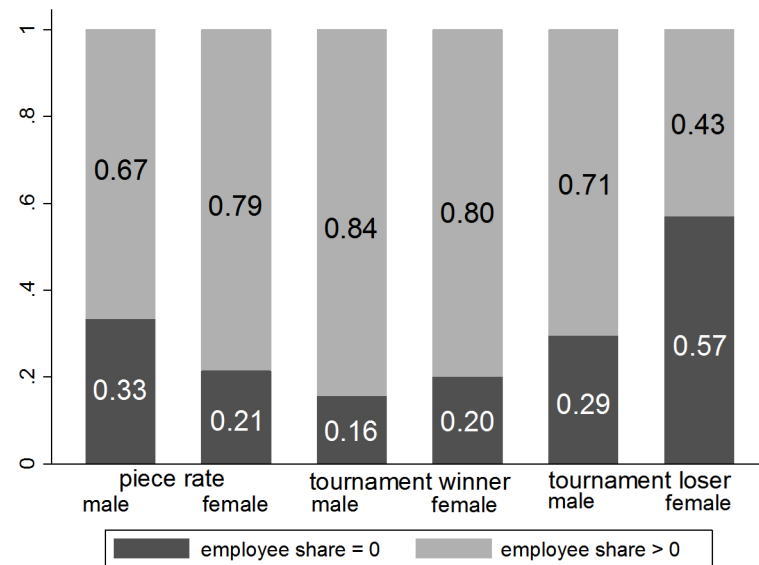 1
.8
.6
.4
.2
0
0.67
0.79
0.84
0.80
0.71
0.43
0.33
0.21
0.16
0.20
0.29
0.57
piece rate
tournament winner
tournament loser
male
female
male
female
male
female
employee share = 0
employee share > 0